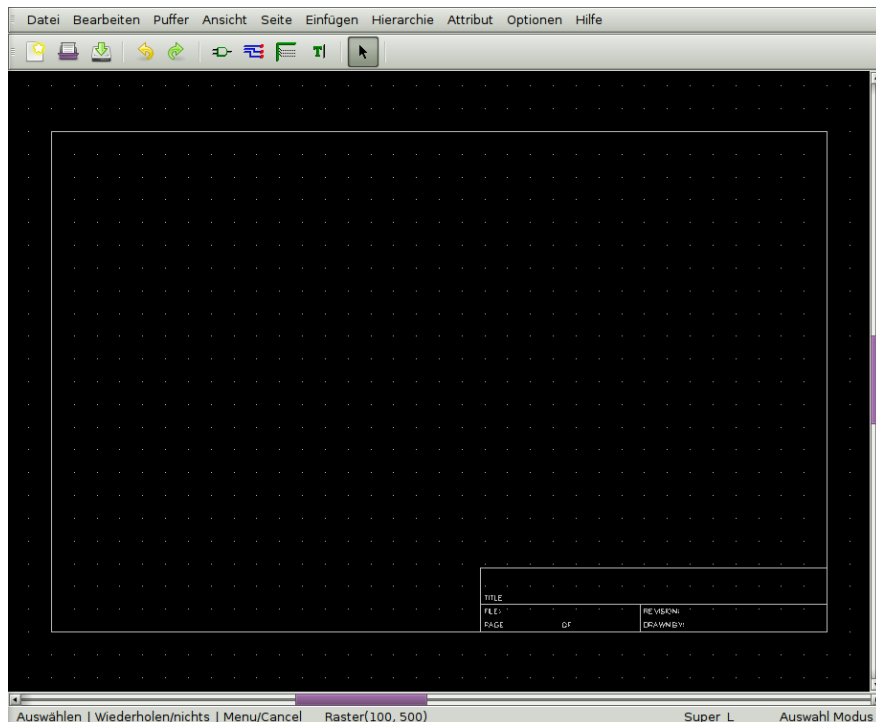 Datei Bearbeiten Puffer Ansicht Seite Einfügen Hierarchie Attribut Optionen Hilfe
T
TITLE
FILE: REVISION:
PAGE OF DRAWN BY:
Auswählen | Wiederholen/nichts | Menu/Cancel Raster(100, 500) Super_L Auswahl Modus